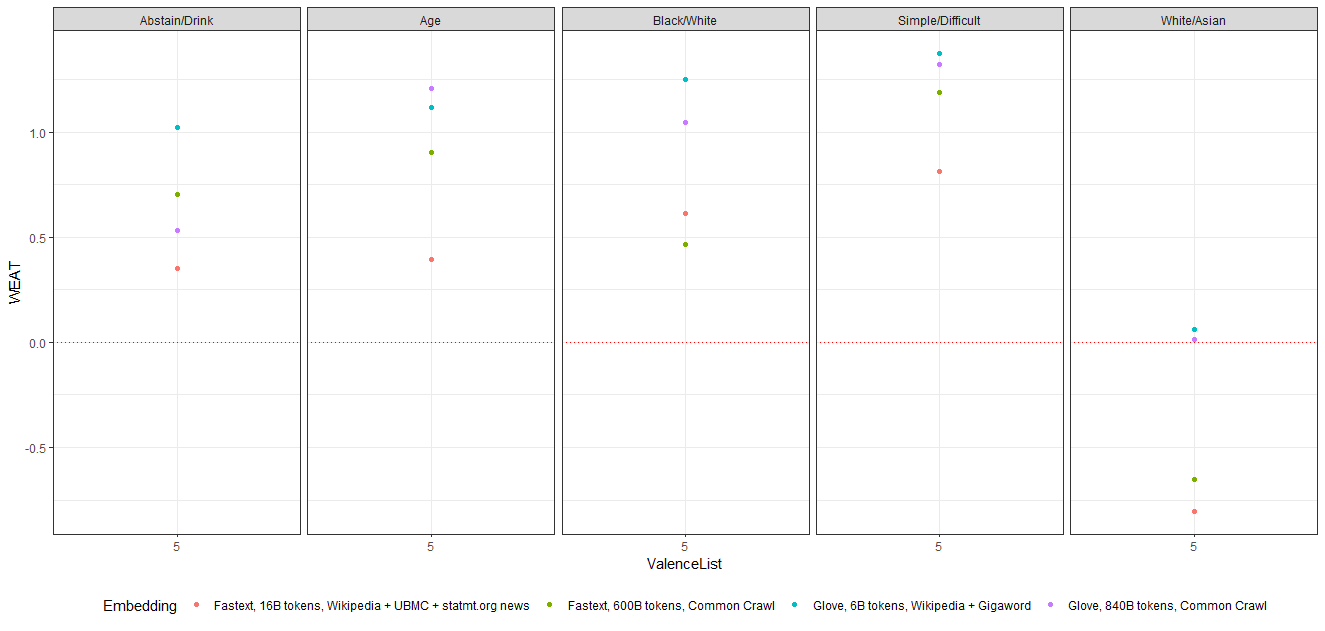 Abstain/Drink Age Black/White Simple/Difficult White/Asian
1.0
0.5
0.0
-0.5
WEAT
5 5 5 5 5
ValenceList
Embedding Fastext, 16B tokens, Wikipedia + UBMC + statmt.org news Fastext, 600B tokens, Common Crawl Glove, 6B tokens, Wikipedia + Gigaword Glove, 840B tokens, Common Crawl